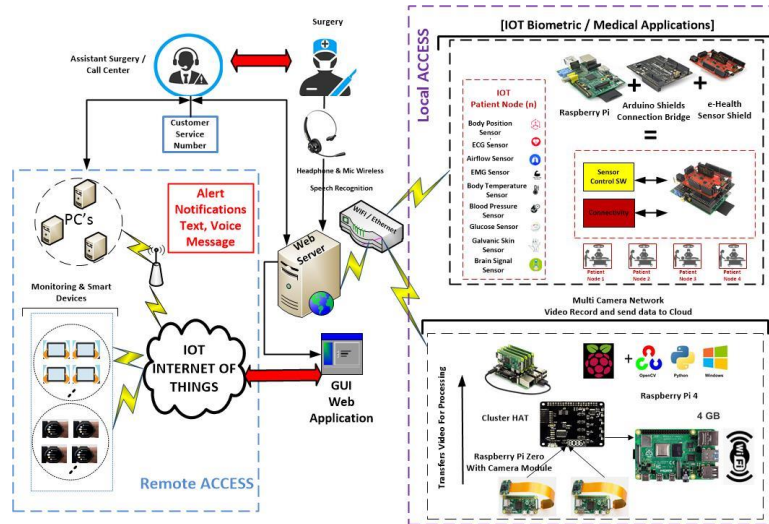 Surgery
Assistant Surgery /
Call Center
Customer
Service
Number
Headphone & Mic Wireless
Speech Recognition
PC's
Alert
Notifications
Text, Voice
Message
Monitoring & Smart
Devices
IOT
INTERNET OF
THINGS
Remote ACCESS
Web
Server
WIFI / Ethernet
GUI
Web
Application
Local ACCESS
[IOT Biometric / Medical Applications]
IOT
Patient Node (n)
Body Position
Sensor
ECG Sensor
Airflow Sensor
EMG Sensor
Body Temperature
Sensor
Blood Pressure
Sensor
Glucose Sensor
Galvanic Skin
Sensor
Brain Signal
Sensor
Raspberry Pi
Arduino Shields
Connection Bridge
e-Health
Sensor Shield
+
+
=
Sensor
Control SW
Connectivity
Patient
Node 1
Patient
Node 2
Patient
Node 3
Patient
Node 4
Multi Camera Network
Video Record and send data to Cloud
Transfers Video For Processing
Cluster HAT
+
OpenCV
Python
Windows
Raspberry Pi 4
4 GB
Raspberry Pi Zero
With Camera Module
WiFi